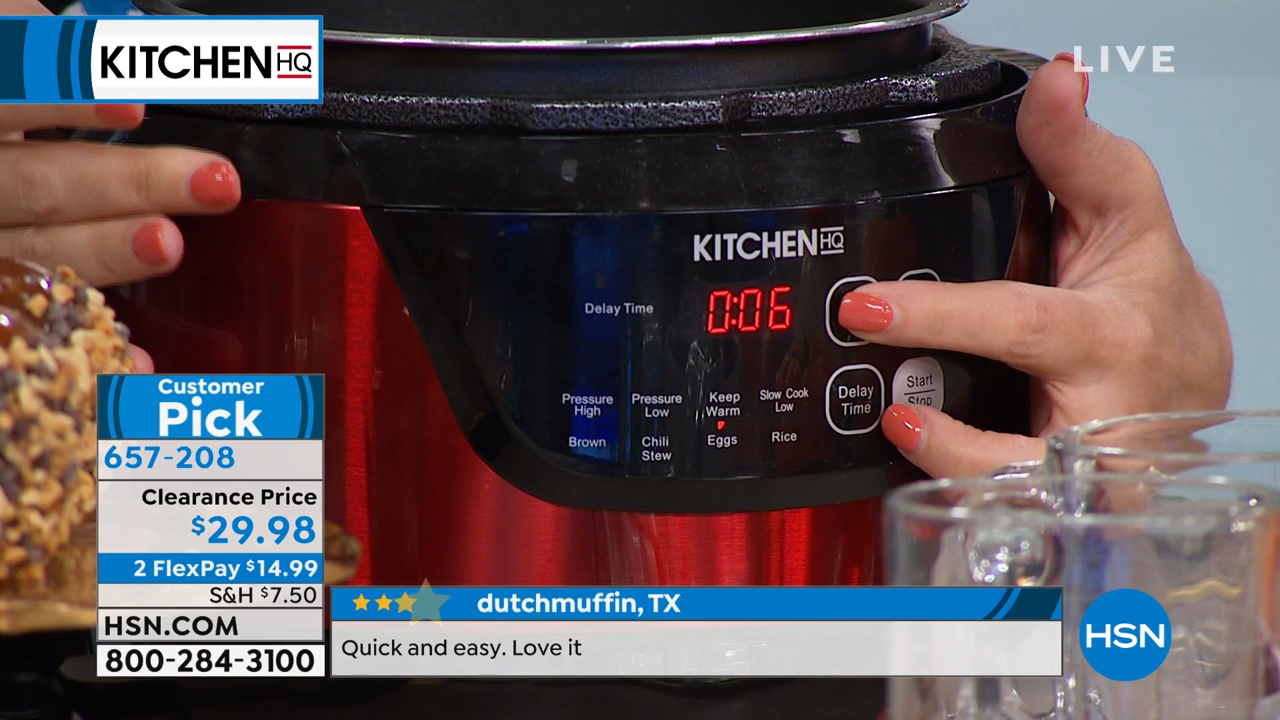 KITCHEN HQ
LIVE
KITCHEN HQ
Delay Time
0:06
Pressure High
Pressure Low
Keep Warm
Slow Cook Low
Brown
Chili Stew
Eggs
Rice
Delay Time
Start
Stop
Customer
Pick
657-208
Clearance Price
$29.98
2 FlexPay $14.99
S&H $7.50
HSN.COM
800-284-3100
dutchmuffin, TX
Quick and easy. Love it
HSN